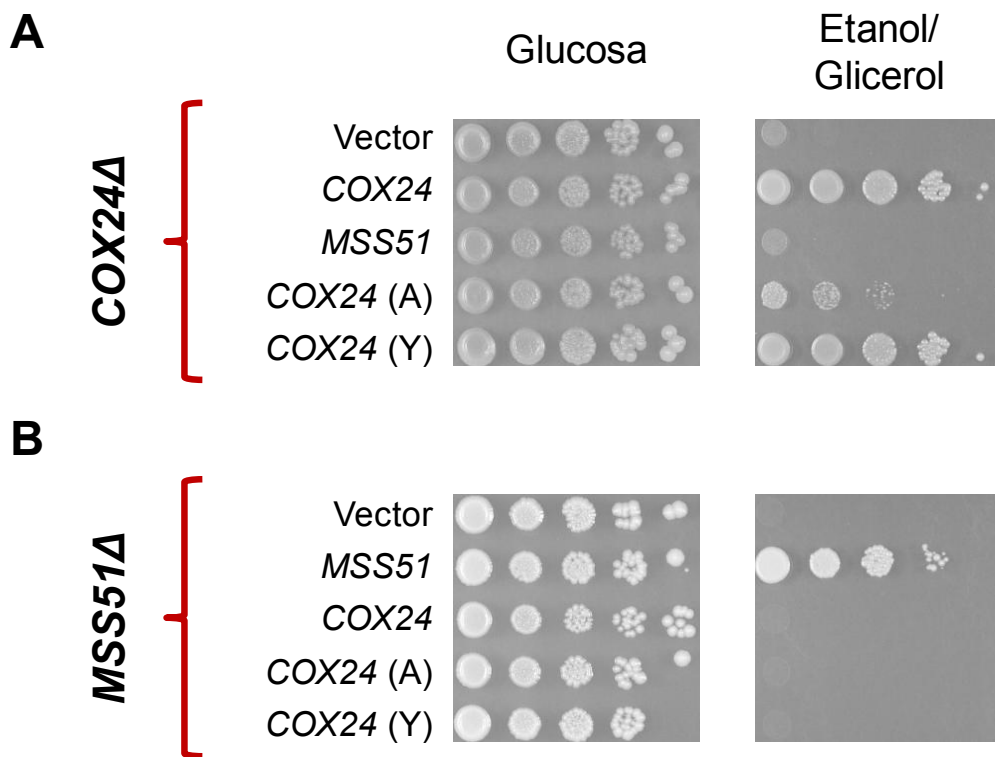 A
Glucosa
Etanol/
Glicerol
COX24Δ
Vector
COX24
MSS51
COX24 (A)
COX24 (Y)
B
MSS51Δ
Vector
MSS51
COX24
COX24 (A)
COX24 (Y)